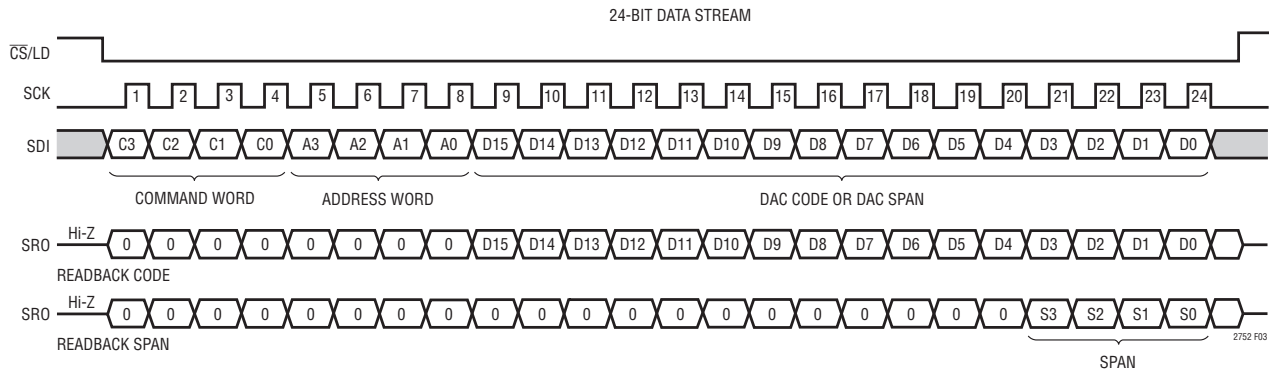 24-BIT DATA STREAM
CS/LD
SCK 1 2 3 4 5 6 7 8 9 10 11 12 13 14 15 16 17 18 19 20 21 22 23 24
SDI C3 C2 C1 C0 A3 A2 A1 A0 D15 D14 D13 D12 D11 D10 D9 D8 D7 D6 D5 D4 D3 D2 D1 D0
COMMAND WORD ADDRESS WORD DAC CODE OR DAC SPAN
SRO Hi-Z 0 0 0 0 0 0 0 0 D15 D14 D13 D12 D11 D10 D9 D8 D7 D6 D5 D4 D3 D2 D1 D0
READBACK CODE
SRO Hi-Z 0 0 0 0 0 0 0 0 0 0 0 0 0 0 0 0 0 0 0 0 S3 S2 S1 S0
READBACK SPAN 2752 F03
SPAN